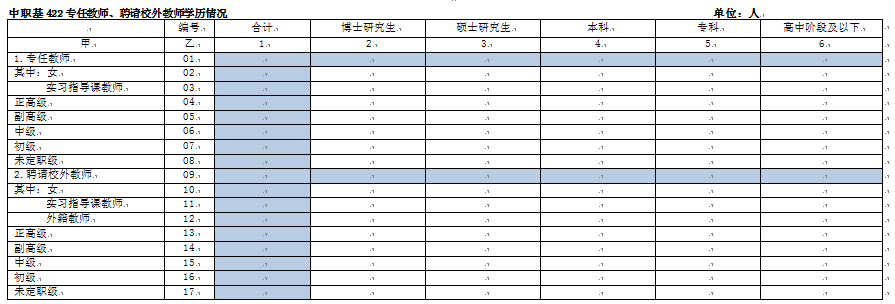 中职基 422 专任教师、聘请校外教师学历情况 单位：人
编号 合计 博士研究生 硕士研究生 本科 专科 高中阶段及以下
甲 乙 1 2 3 4 5 6
1.专任教师 01
其中：女 02
实习指导课教师 03
正高级 04
副高级 05
中级 06
初级 07
未定职级 08
2.聘请校外教师 09
其中：女 10
实习指导课教师 11
外籍教师 12
正高级 13
副高级 14
中级 15
初级 16
未定职级 17